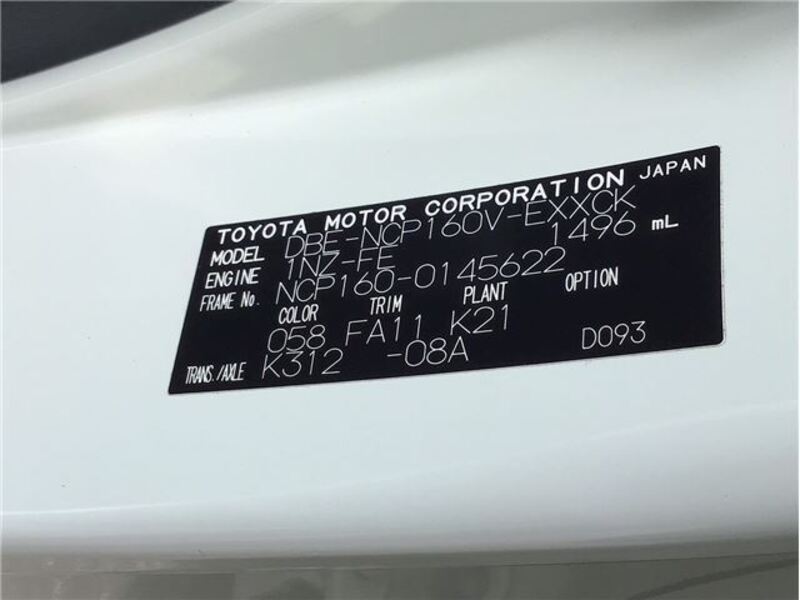 TOYOTA MOTOR CORPORATION JAPAN
MODEL DBE-NCP160V-EXXCK
ENGINE 1NZ-FE 1496 mL
FRAME No. NCP160-0145622
COLOR TRIM PLANT OPTION
058 FA11 K21
TRANS./AXLE K312 -08A D093